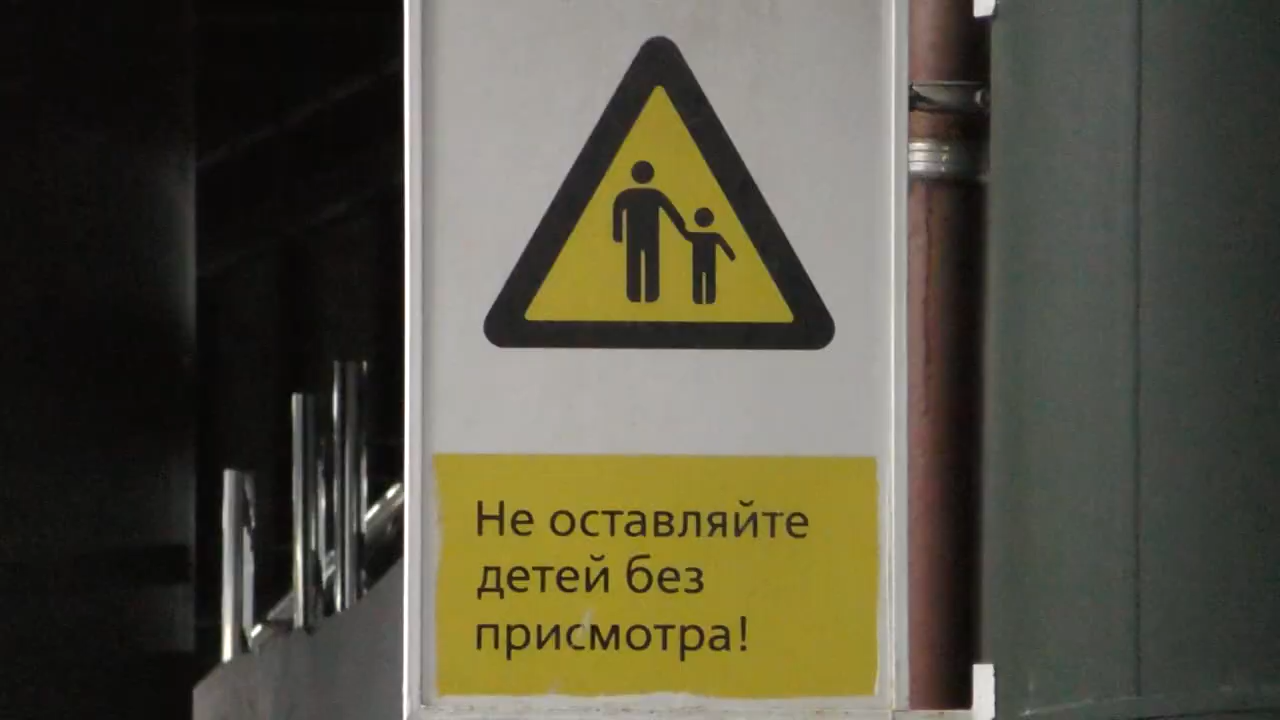 Не оставляйте
детей без
присмотра!